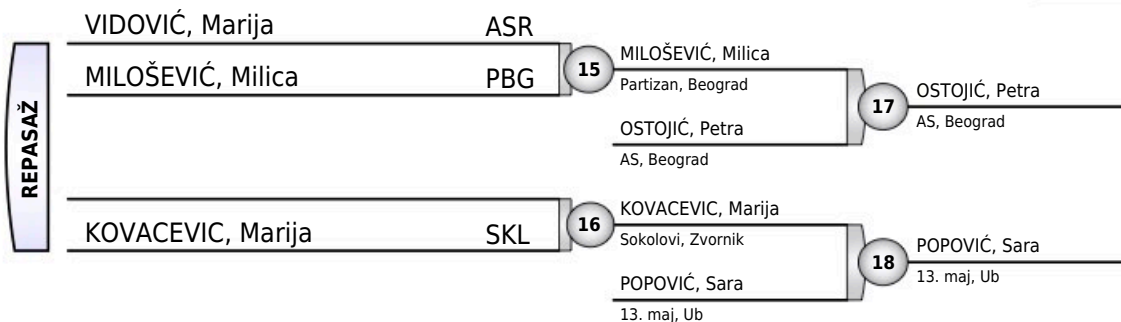 REPASAŽ
VIDOVIĆ, Marija ASR
MILOŠEVIĆ, Milica PBG
15
MILOŠEVIĆ, Milica
Partizan, Beograd
OSTOJIĆ, Petra
AS, Beograd
17
OSTOJIĆ, Petra
AS, Beograd
KOVACEVIC, Marija SKL
16
KOVACEVIC, Marija
Sokolovi, Zvornik
POPOVIĆ, Sara
13. maj, Ub
18
POPOVIĆ, Sara
13. maj, Ub